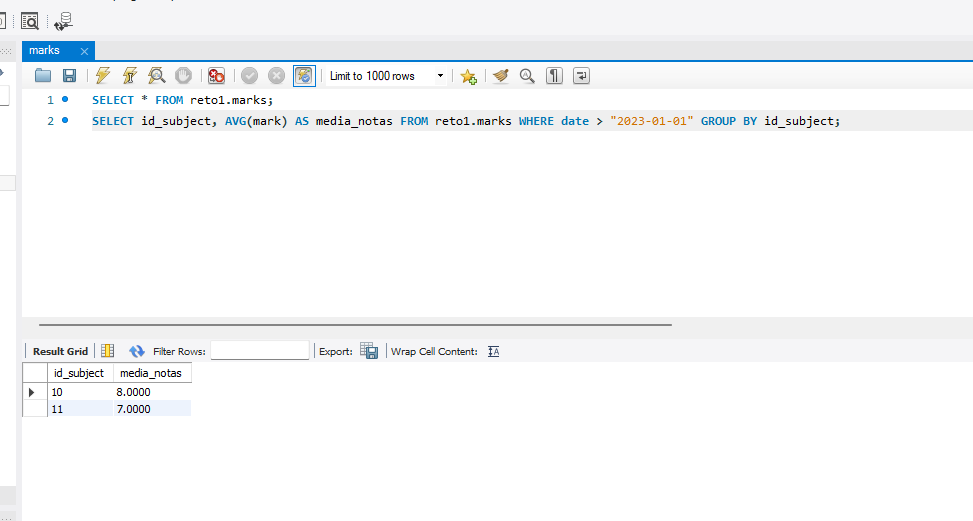 marks
Limit to 1000 rows
1 SELECT * FROM reto1.marks;
2 SELECT id_subject, AVG(mark) AS media_notas FROM reto1.marks WHERE date > "2023-01-01" GROUP BY id_subject;
Result Grid Filter Rows: Export: Wrap Cell Content:
id_subject media_notas
10 8.0000
11 7.0000